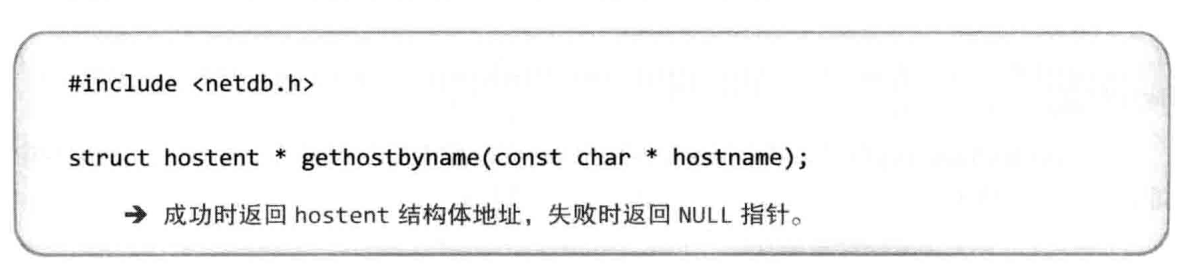 #include <netdb.h>
struct hostent * gethostbyname(const char * hostname);
➔ 成功时返回 hostent 结构体地址，失败时返回 NULL 指针。